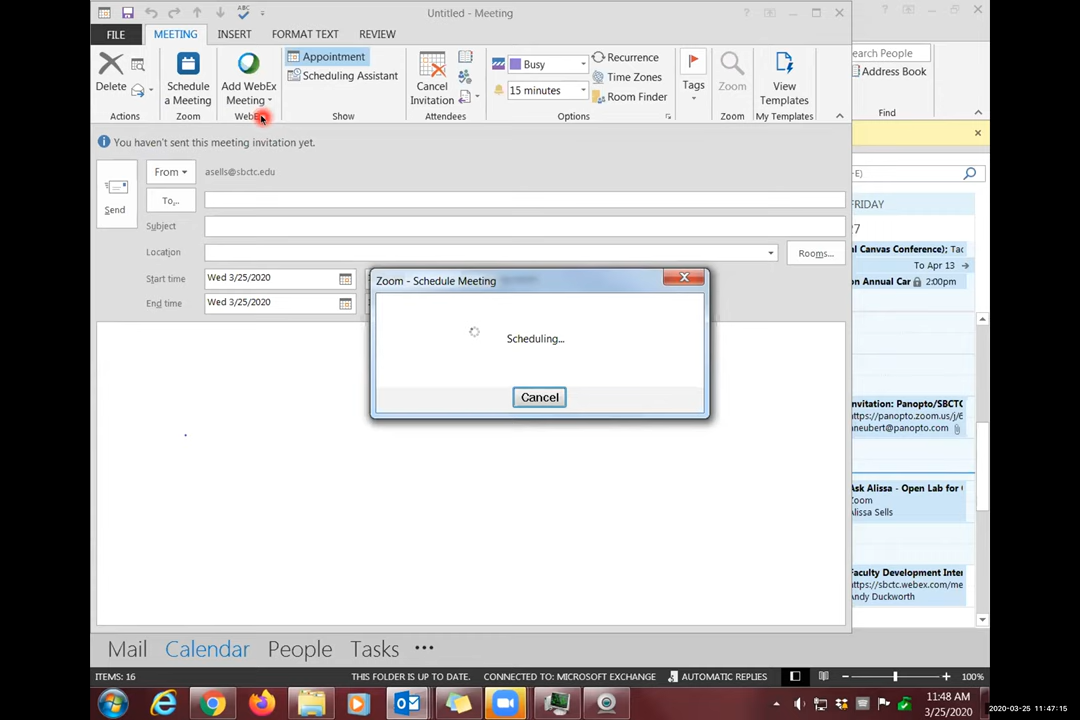 ABC
Untitled - Meeting
FILE
MEETING
INSERT
FORMAT TEXT
REVIEW
Delete
Actions
Schedule
a Meeting
Zoom
Add WebEx
Meeting
Appointment
Scheduling Assistant
Show
Cancel
Invitation
Attendees
Busy
15 minutes
Recurrence
Time Zones
Room Finder
Options
Tags
Zoom
Zoom
View
Templates
My Templates
earch People
Address Book
Find
You haven't sent this meeting invitation yet.
Send
From
asells@sbctc.edu
To...
Subject
Location
Rooms...
Start time
Wed 3/25/2020
End time
Wed 3/25/2020
Zoom - Schedule Meeting
Scheduling...
Cancel
E)
FRIDAY
27
al Canvas Conference); Tac
To Apr 13
on Annual Car
2:00pm
Invitation: Panopto/SBCTC
https://panopto.zoom.us/j/6
neubert@panopto.com
Ask Alissa - Open Lab for
Zoom
Alissa Sells
Faculty Development Inter
https://sbctc.webex.com/me
Andy Duckworth
Mail
Calendar
People
Tasks
ITEMS: 16
THIS FOLDER IS UP TO DATE.
CONNECTED TO: MICROSOFT EXCHANGE
AUTOMATIC REPLIES
100%
11:48 AM
3/25/2020
2020-03-25 11:47:15